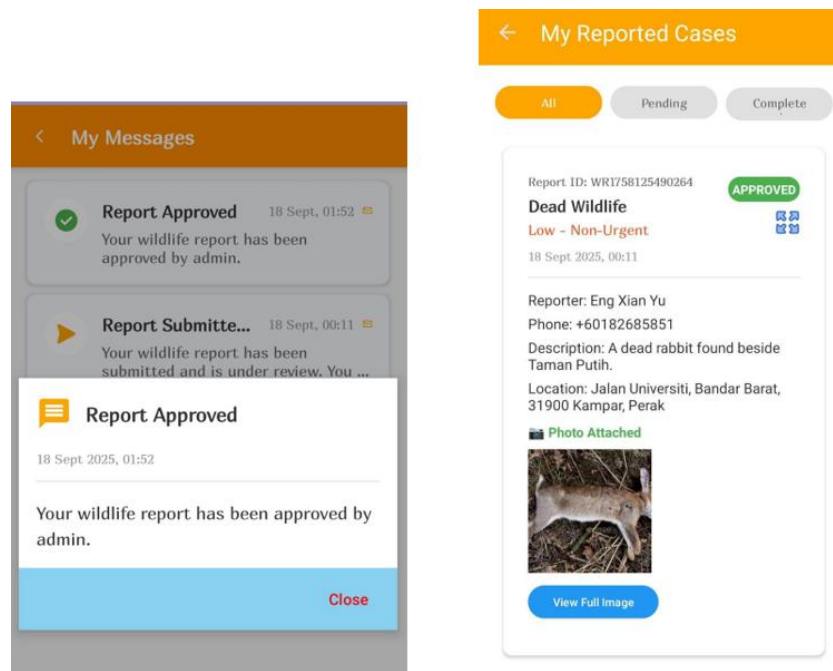 My Messages
Report Approved 18 Sept, 01:52
Your wildlife report has been
approved by admin.
Report Submitte... 18 Sept, 00:11
Your wildlife report has been
submitted and is under review. You ...
Report Approved
18 Sept 2025, 01:52
Your wildlife report has been approved by
admin.
Close
My Reported Cases
All Pending Complete
Report ID: WR1758125490264
APPROVED
Dead Wildlife
Low - Non-Urgent
18 Sept 2025, 00:11
Reporter: Eng Xian Yu
Phone: +60182685851
Description: A dead rabbit found beside
Taman Putih.
Location: Jalan Universiti, Bandar Barat,
31900 Kampar, Perak
Photo Attached
View Full Image